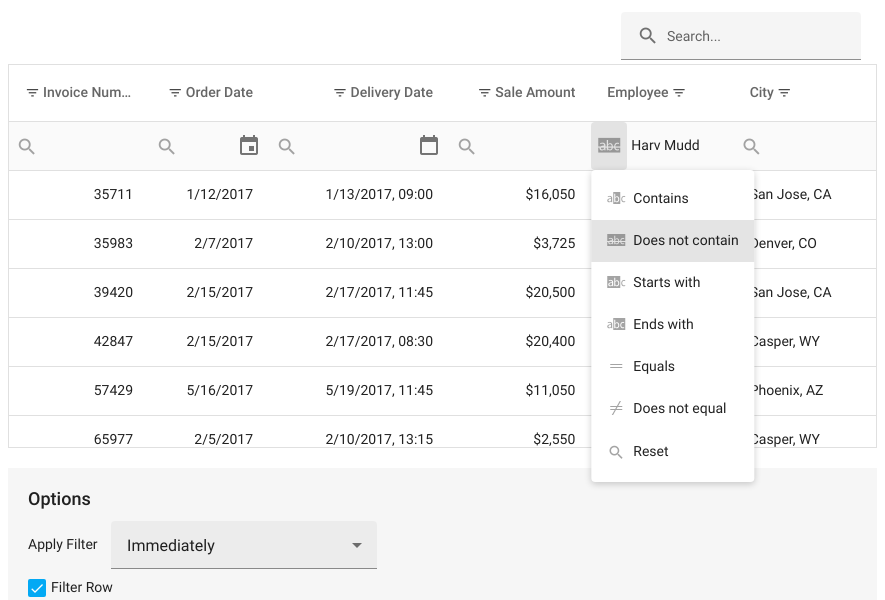 Search...
Invoice Num... Order Date Delivery Date Sale Amount Employee City
abc Harv Mudd
35711 1/12/2017 1/13/2017, 09:00 $16,050 San Jose, CA
abc Contains
35983 2/7/2017 2/10/2017, 13:00 $3,725 Denver, CO
abc Does not contain
39420 2/15/2017 2/17/2017, 11:45 $20,500 San Jose, CA
abc Starts with
42847 2/15/2017 2/17/2017, 08:30 $20,400 Casper, WY
abc Ends with
Equals
57429 5/16/2017 5/19/2017, 11:45 $11,050 Phoenix, AZ
Does not equal
65977 2/5/2017 2/10/2017, 13:15 $2,550 Casper, WY
Reset
Options
Apply Filter Immediately
Filter Row